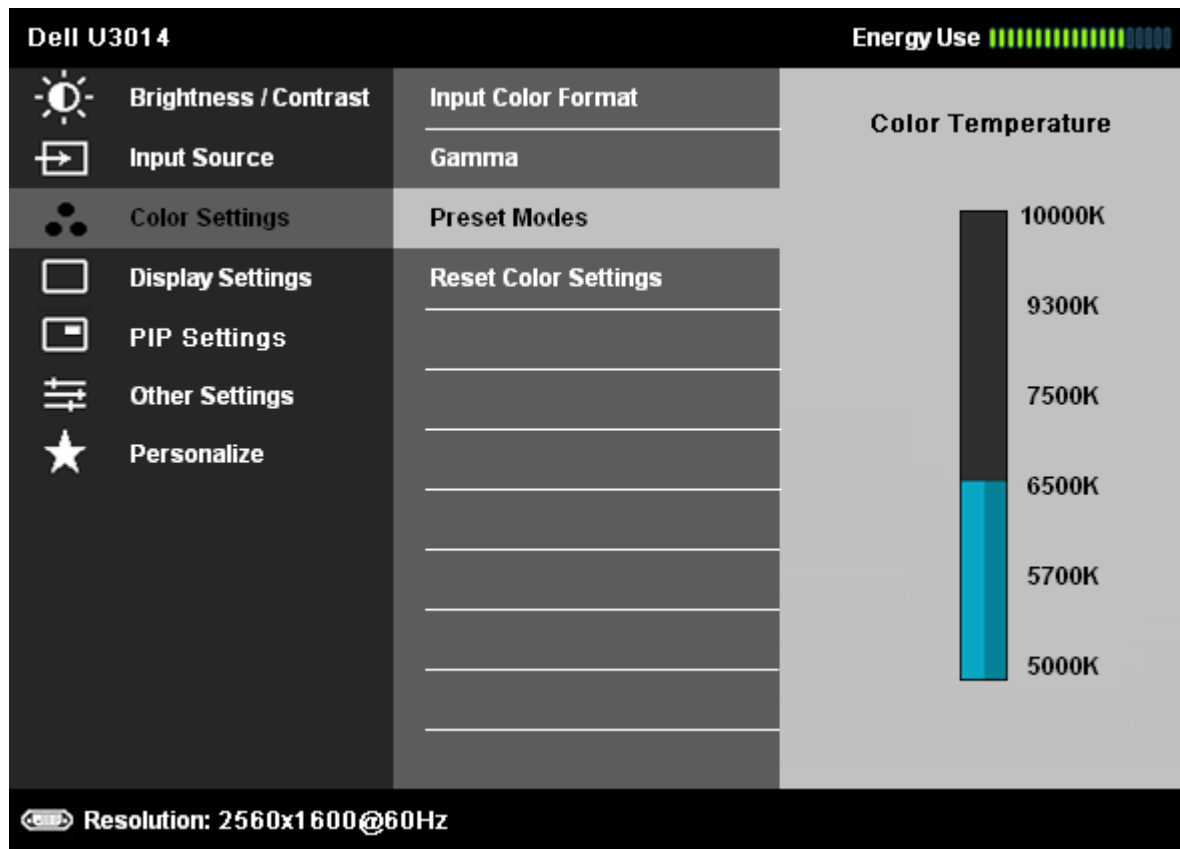 Dell U3014
Energy Use
Brightness / Contrast
Input Source
Color Settings
Display Settings
PIP Settings
Other Settings
Personalize
Input Color Format
Gamma
Preset Modes
Reset Color Settings
Color Temperature
10000K
9300K
7500K
6500K
5700K
5000K
Resolution: 2560x1600@60Hz